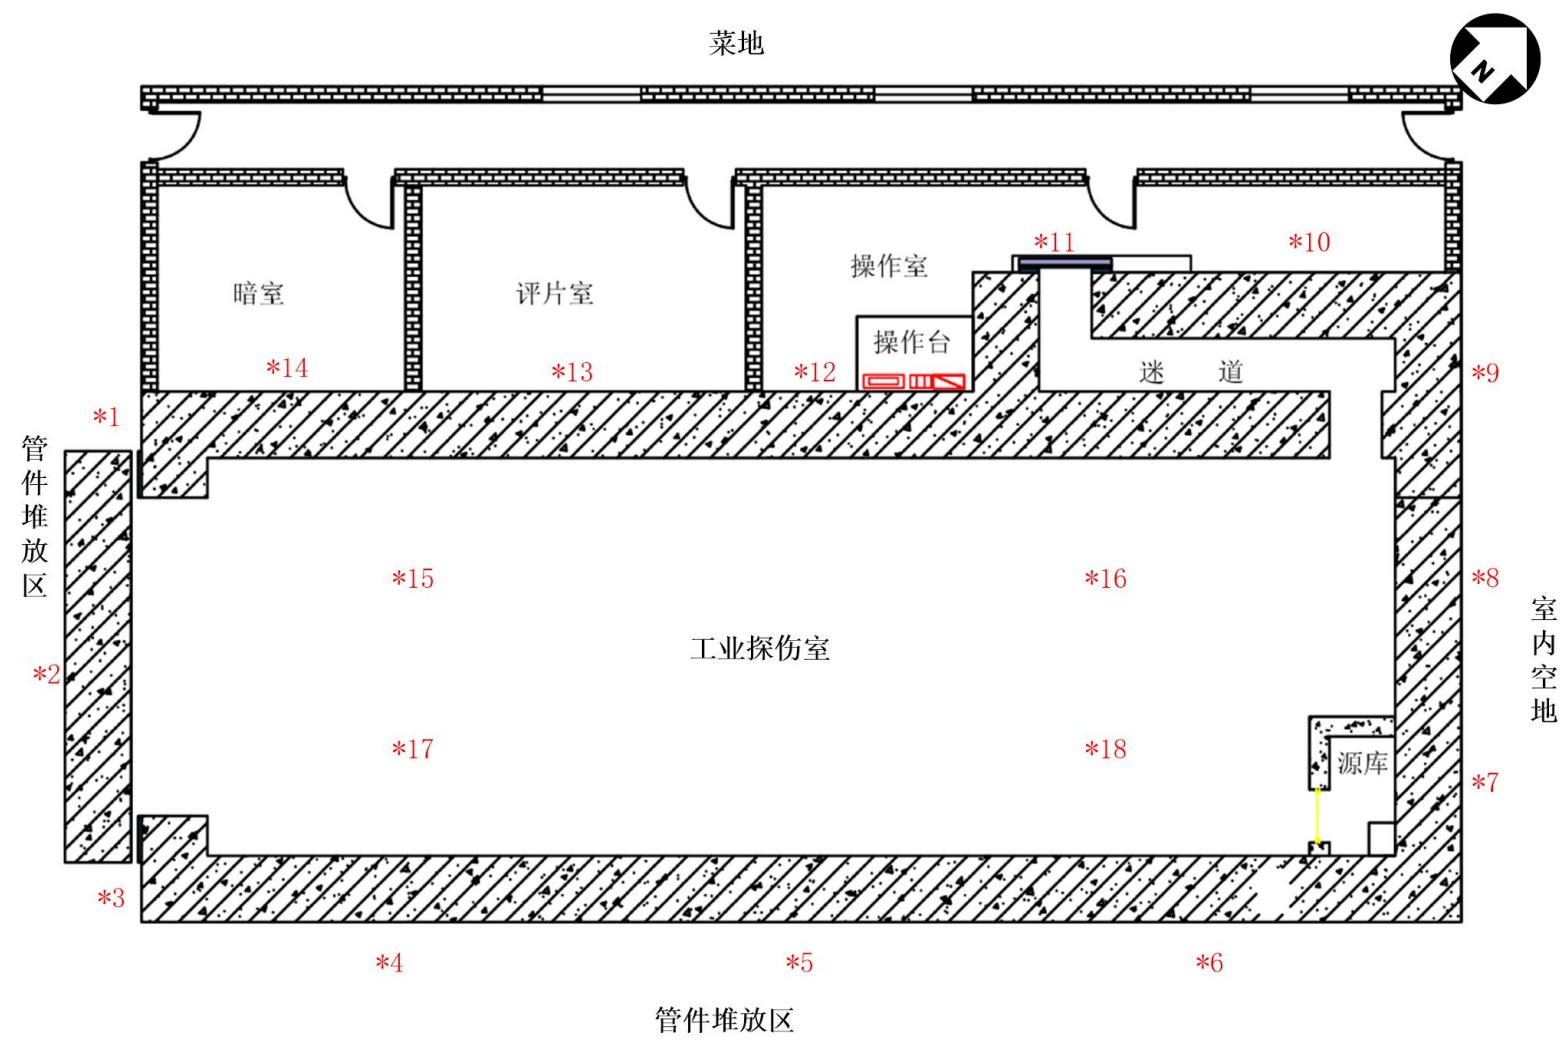 菜地
N
*11
*10
操作室
暗室
评片室
操作台
*14
*13
*12
迷 道
*9
*1
管件堆放区
*15
*16
*8
工业探伤室
室内空地
*2
*17
*18
源库
*7
*3
*4
*5
*6
管件堆放区